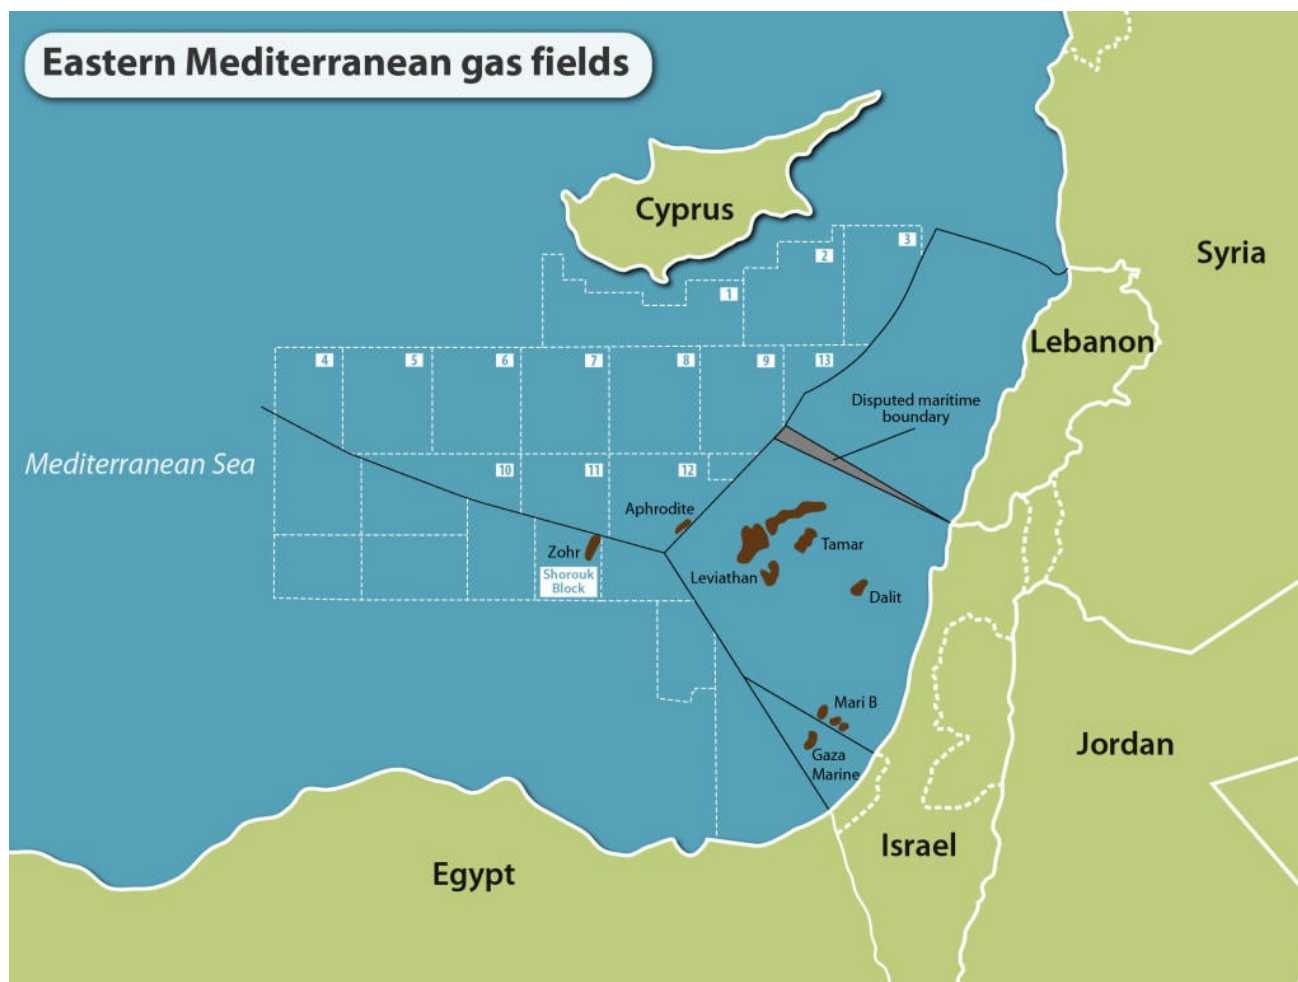 Eastern Mediterranean gas fields
Cyprus
Syria
3
2
1
Lebanon
4
5
6
7
8
9
13
Disputed maritime
boundary
Mediterranean Sea
10
11
12
Aphrodite
Zohr
Tamar
Shorouk
Block
Leviathan
Dalit
Mari B
Gaza
Marine
Jordan
Israel
Egypt